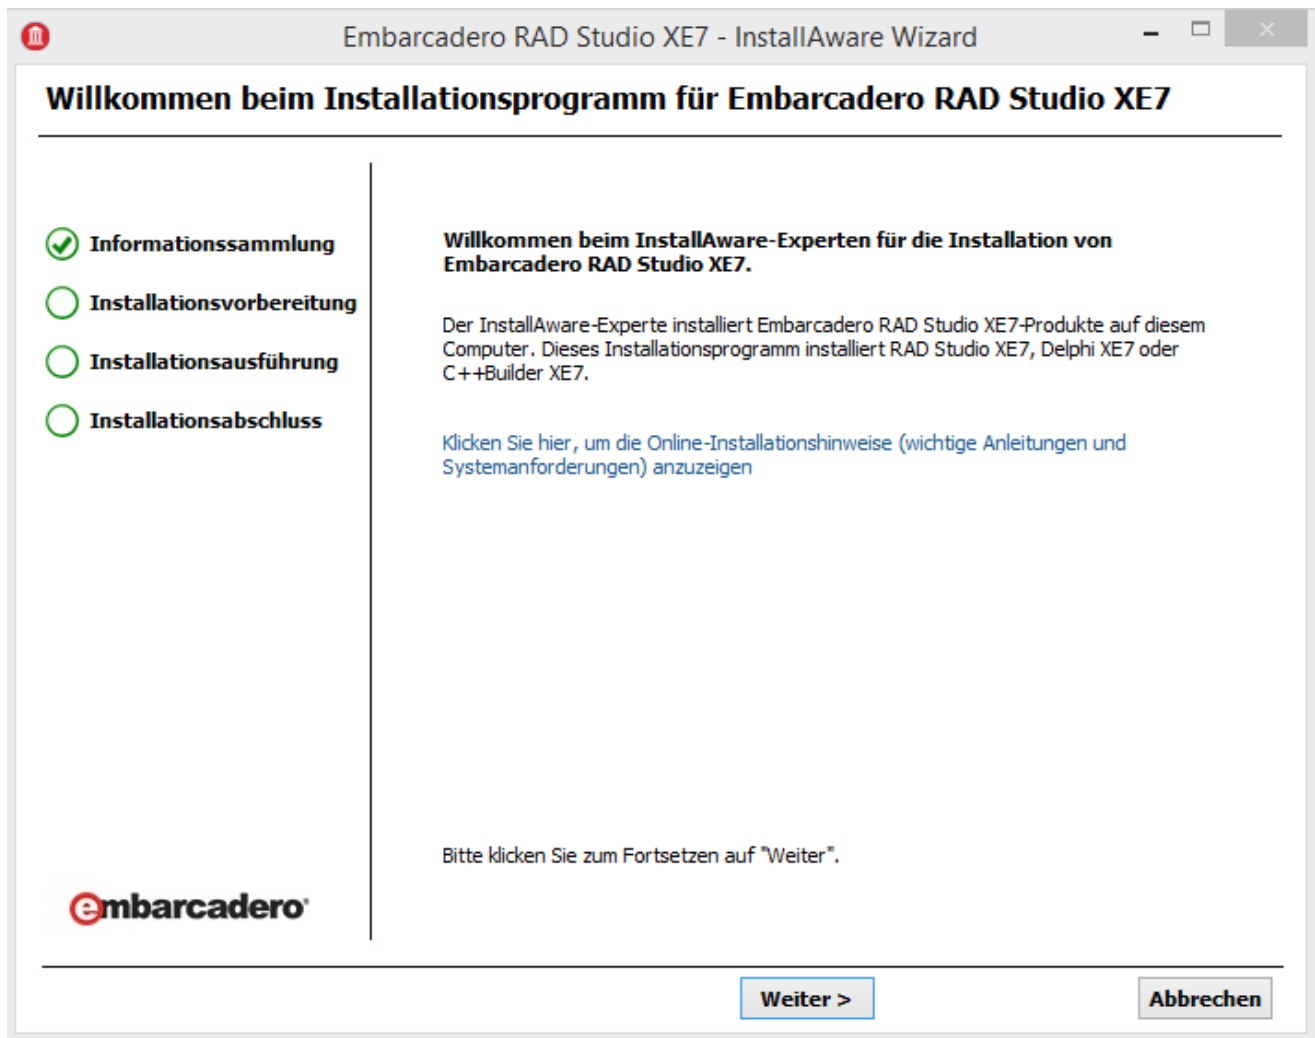 Embarcadero RAD Studio XE7 - InstallAware Wizard
Willkommen beim Installationsprogramm für Embarcadero RAD Studio XE7
Informationssammlung
Installationsvorbereitung
Installationsausführung
Installationsabschluss
Willkommen beim InstallAware-Experten für die Installation von
Embarcadero RAD Studio XE7.
Der InstallAware-Experte installiert Embarcadero RAD Studio XE7-Produkte auf diesem
Computer. Dieses Installationsprogramm installiert RAD Studio XE7, Delphi XE7 oder
C++Builder XE7.
Klicken Sie hier, um die Online-Installationshinweise (wichtige Anleitungen und
Systemanforderungen) anzuzeigen
Bitte klicken Sie zum Fortsetzen auf "Weiter".
embarcadero
Weiter >
Abbrechen